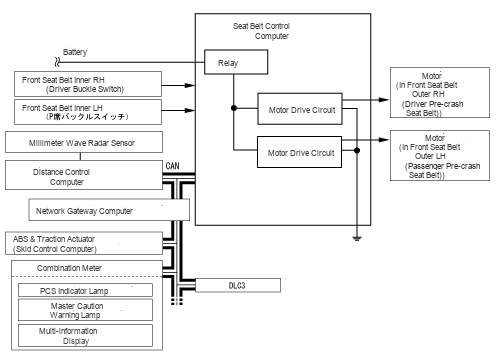 Seat Belt Control
Computer
Battery
Relay
Front Seat Belt Inner RH
(Driver Buckle Switch)
Front Seat Belt Inner LH
(P席バックルスイッチ)
Motor Drive Circuit
Motor Drive Circuit
Motor
(In Front Seat Belt
Outer RH
(Driver Pre-crash
Seat Belt))
Motor
(In Front Seat Belt
Outer LH
(Passenger Pre-crash
Seat Belt))
Millimeter Wave Radar Sensor
CAN
Distance Control
Computer
Network Gateway Computer
ABS & Traction Actuator
(Skid Control Computer)
Combination Meter
PCS Indicator Lamp
Master Caution
Warning Lamp
Multi-Information
Display
DLC3